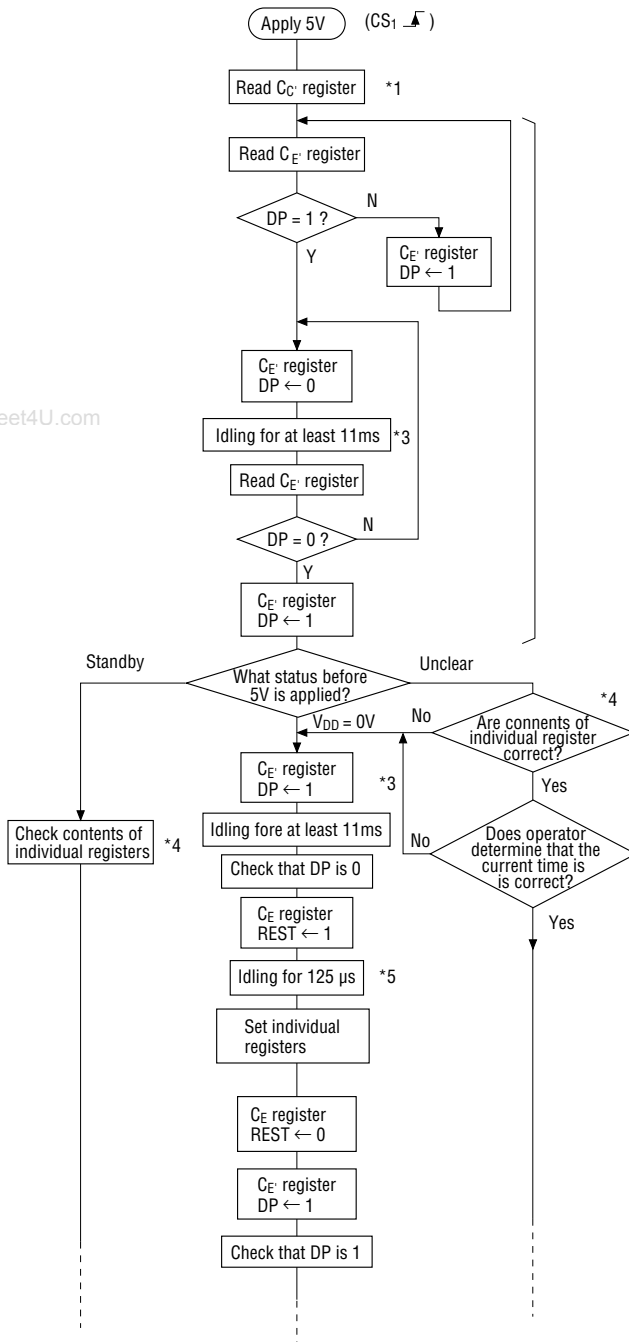 Apply 5V
(CS1 )
Read CC' register
*1
Read CE' register
DP = 1 ?
N
Y
CE' register
DP ← 1
CE' register
DP ← 0
eet4U.com
Idling for at least 11ms
*3
Read CE' register
DP = 0 ?
N
Y
CE' register
DP ← 1
Standby
What status before
5V is applied?
Unclear
VDD = 0V
No
*4
Are connents of
individual register
correct?
Yes
CE' register
DP ← 1
*3
Check contents of
individual registers
*4
Idling fore at least 11ms
No
Does operator
determine that the
current time is
is correct?
Yes
Check that DP is 0
CE register
REST ← 1
Idling for 125 µs
*5
Set individual
registers
CE register
REST ← 0
CE' register
DP ← 1
Check that DP is 1